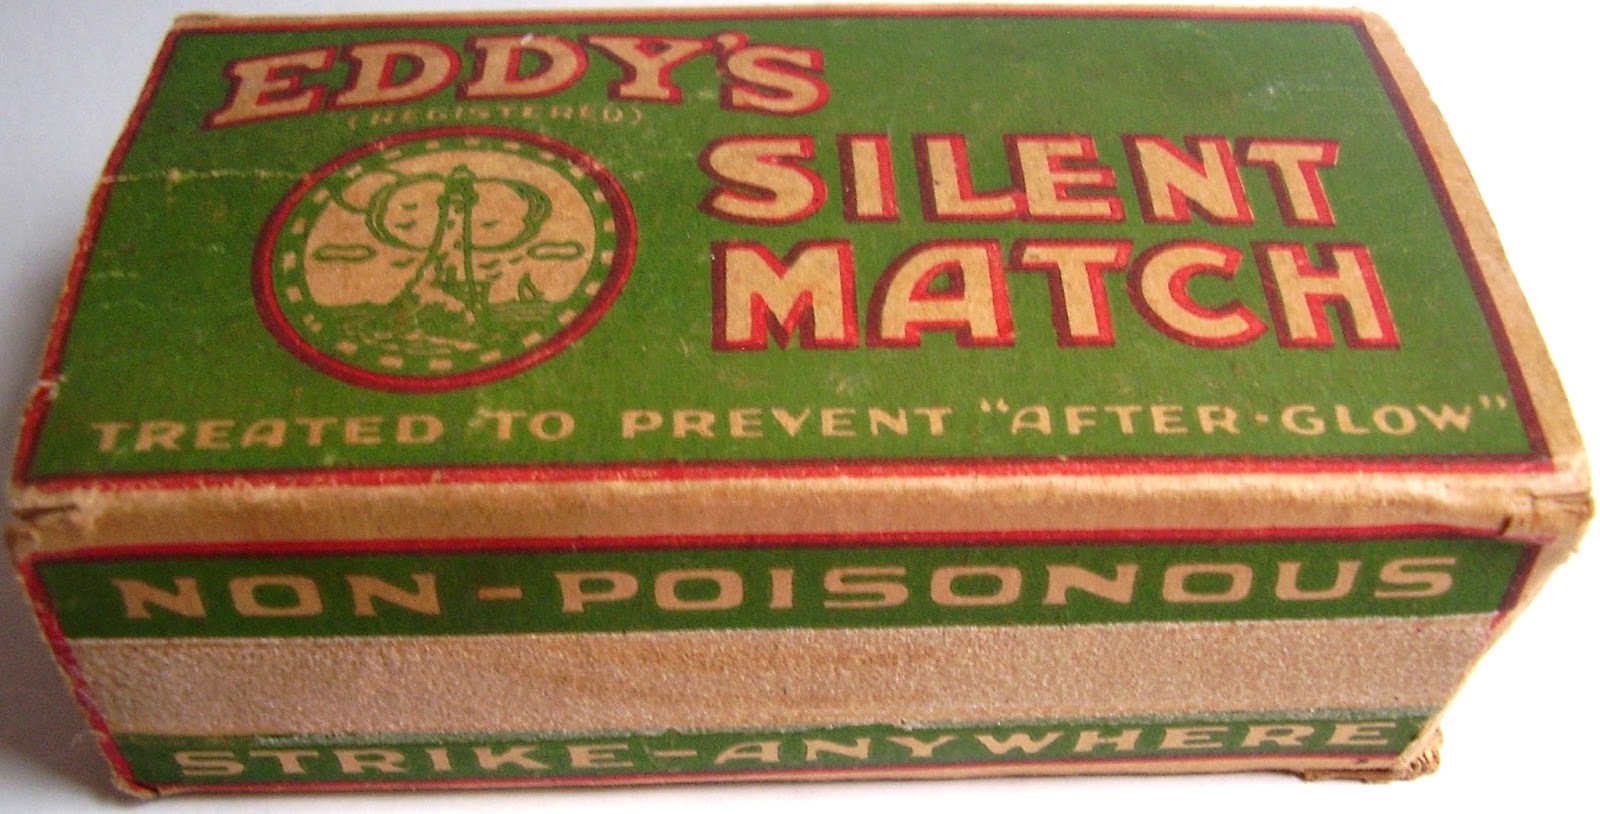 EDDY'S
(REGISTERED)
SILENT
MATCH
TREATED TO PREVENT "AFTER-GLOW"
NON-POISONOUS
STRIKE-ANYWHERE